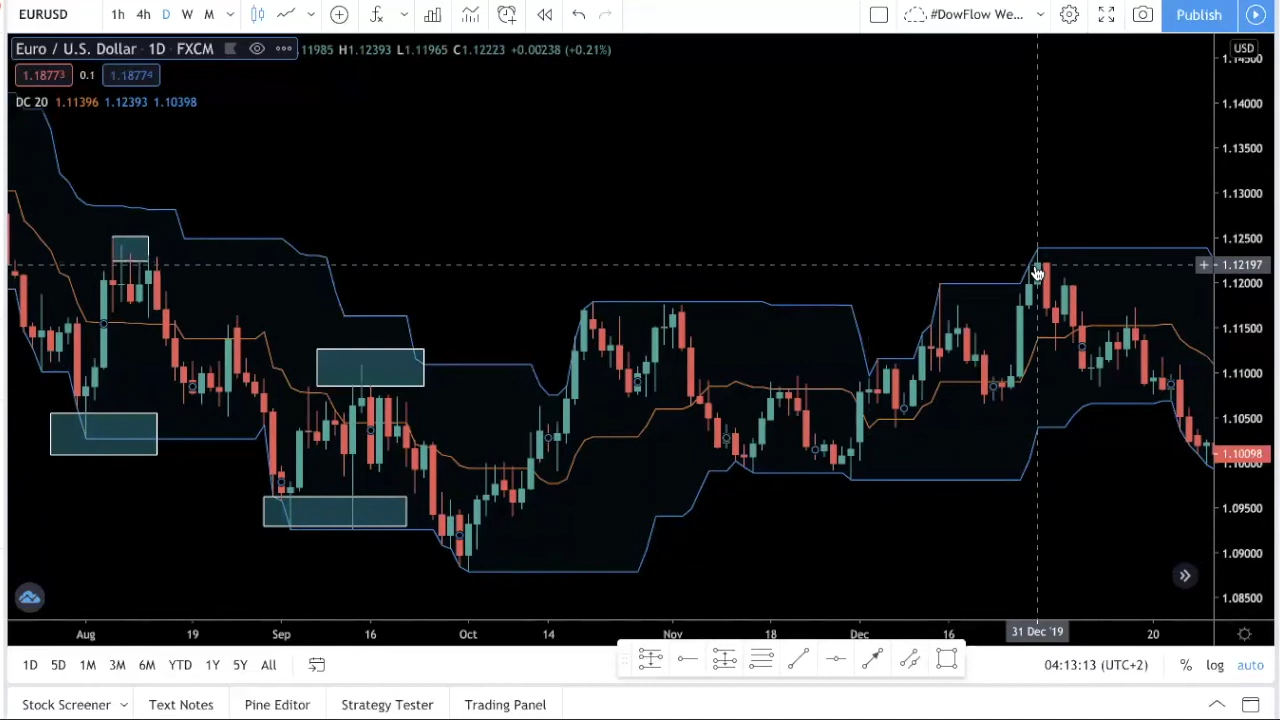 EURUSD 1h 4h D W M #DowFlow We... Publish
Euro / U.S. Dollar · 1D · FXCM .11985 H1.12393 L1.11965 C1.12223 +0.00238 (+0.21%)
USD
1.14500
1.18773 0.1 1.18774
DC 20 1.11396 1.12393 1.10398
1.14000
1.13500
1.13000
1.12500
1.12197
1.12000
1.11500
1.11000
1.10500
1.10098
1.10000
1.09500
1.09000
1.08500
Aug 19 Sep 16 Oct 14 Nov 18 Dec 16 31 Dec '19 20
1D 5D 1M 3M 6M YTD 1Y 5Y All 04:13:13 (UTC+2) % log auto
Stock Screener Text Notes Pine Editor Strategy Tester Trading Panel